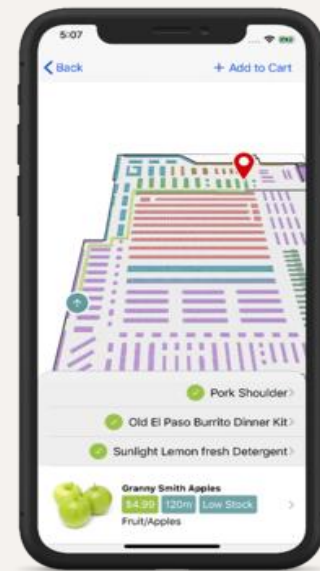 5:07
Back
+ Add to Cart
Pork Shoulder
Old El Paso Burrito Dinner Kit
Sunlight Lemon fresh Detergent
Granny Smith Apples
$4.99 120m Low Stock
Fruit/Apples